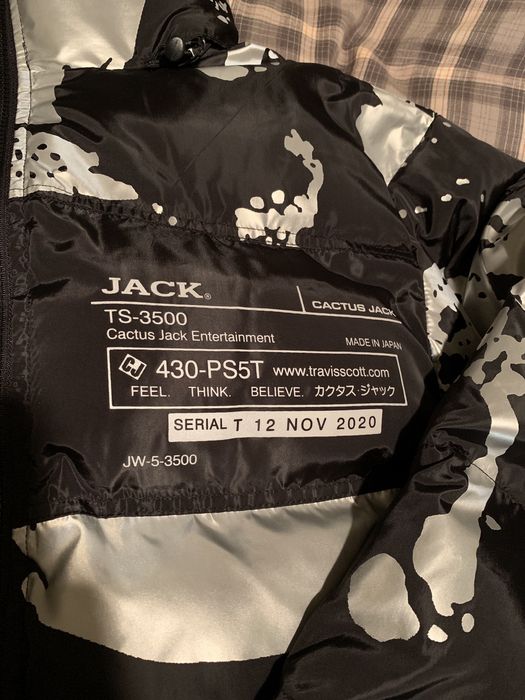 JACK®
CACTUS JACK
TS-3500
Cactus Jack Entertainment
MADE IN JAPAN
CJ 430-PS5T www.travisscott.com
FEEL. THINK. BELIEVE. カクタス・ジャック
SERIAL T 12 NOV 2020
JW-5-3500